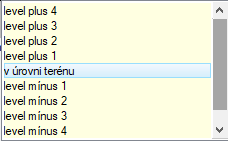 level plus 4
level plus 3
level plus 2
level plus 1
v úrovni terénu
level mínus 1
level mínus 2
level mínus 3
level mínus 4